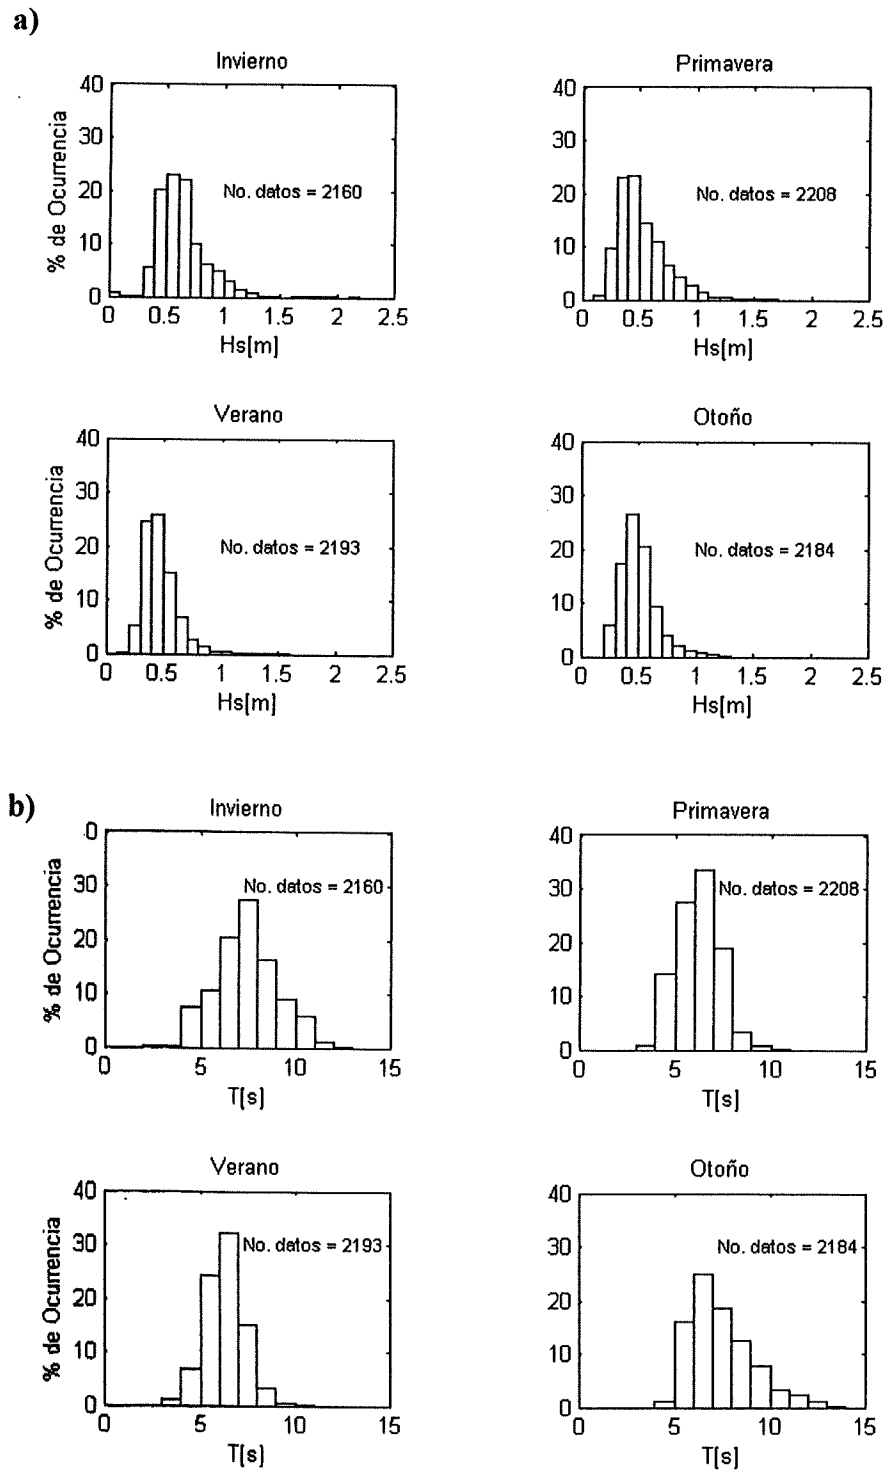 a)
Invierno
40
30
20
10
0
% de Ocurrencia
No. datos = 2160
0 0.5 1 1.5 2 2.5
Hs[m]
Primavera
40
30
20
10
0
No. datos = 2208
0 0.5 1 1.5 2 2.5
Hs[m]
Verano
40
30
20
10
0
% de Ocurrencia
No. datos = 2193
0 0.5 1 1.5 2 2.5
Hs[m]
Otoño
40
30
20
10
0
No. datos = 2184
0 0.5 1 1.5 2 2.5
Hs[m]
b)
Invierno
0
30
20
10
0
% de Ocurrencia
No. datos = 2160
0 5 10 15
T[s]
Primavera
40
30
20
10
0
No. datos = 2208
0 5 10 15
T[s]
Verano
40
30
20
10
0
% de Ocurrencia
No. datos = 2193
0 5 10 15
T[s]
Otoño
40
30
20
10
0
No. datos = 2184
0 5 10 15
T[s]